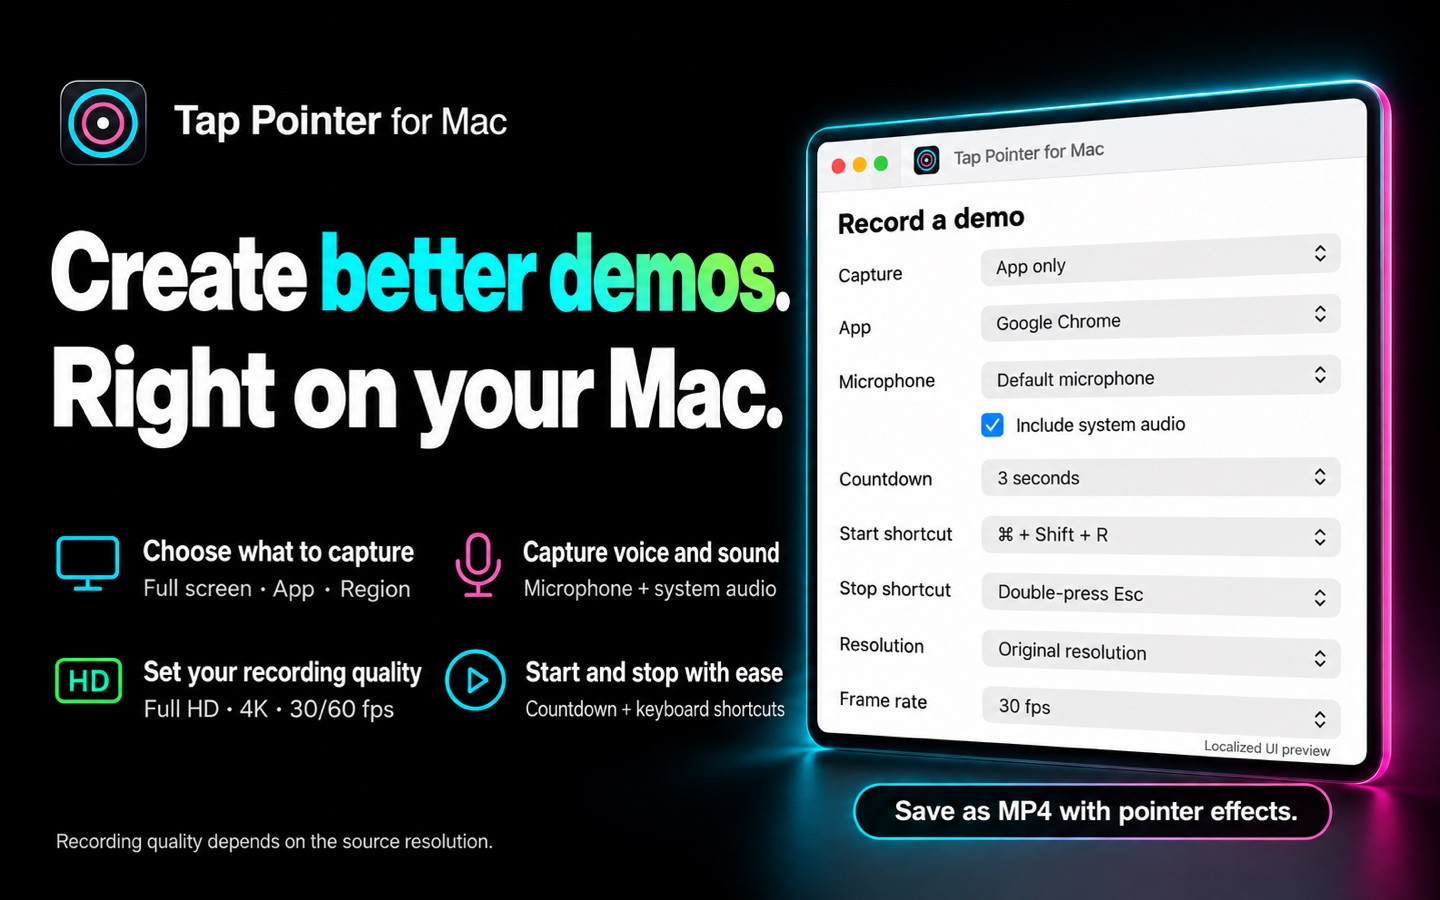 Tap Pointer for Mac
Create better demos.
Right on your Mac.
Choose what to capture
Full screen • App • Region
Capture voice and sound
Microphone + system audio
HD
Set your recording quality
Full HD • 4K • 30/60 fps
Start and stop with ease
Countdown + keyboard shortcuts
Recording quality depends on the source resolution.
Tap Pointer for Mac
Record a demo
Capture App only
App Google Chrome
Microphone Default microphone
Include system audio
Countdown 3 seconds
Start shortcut ⌘ + Shift + R
Stop shortcut Double-press Esc
Resolution Original resolution
Frame rate 30 fps
Localized UI preview
Save as MP4 with pointer effects.